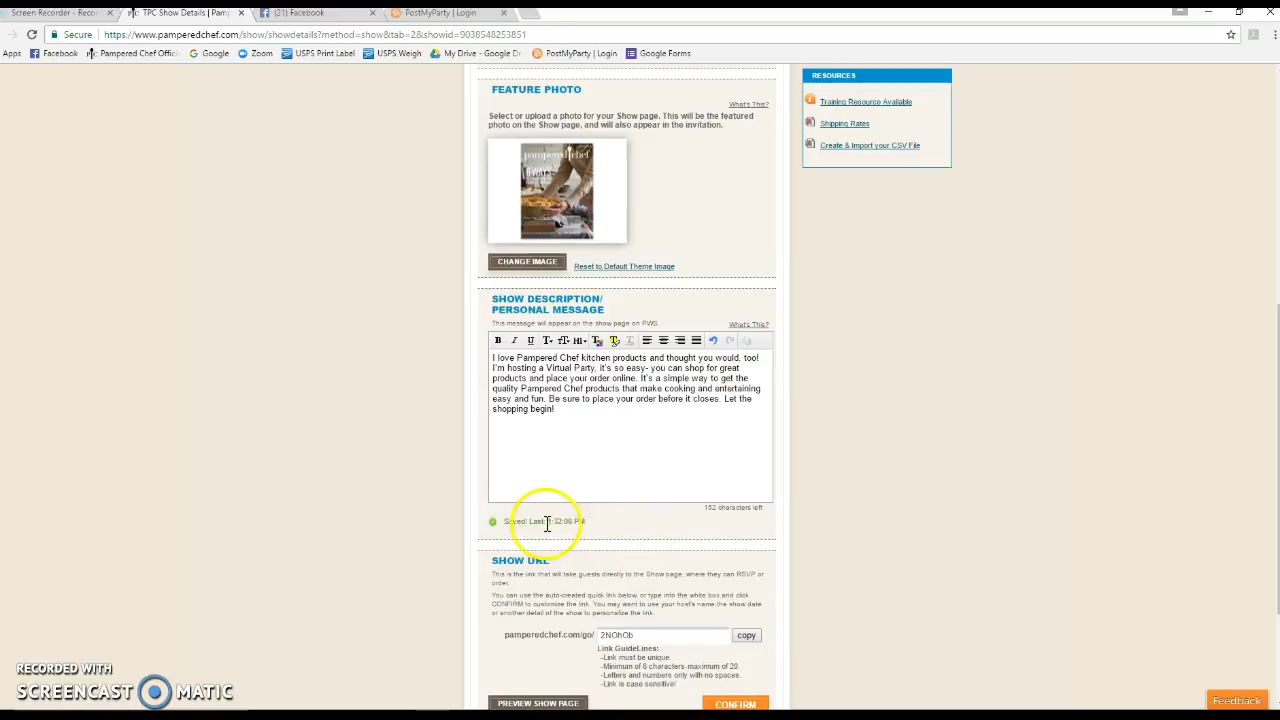 Screen Recorder - Reco
TPC Show Details | Pam
(21) Facebook
PostMyParty | Login
Secure
https://www.pamperedchef.com/show/showdetails?method=show&tab=2&showid=9038548253851
Apps
Facebook
Pampered Chef Offici
Google
Zoom
USPS Print Label
USPS Weigh
My Drive - Google Dr
PostMyParty | Login
Google Forms
RESOURCES
Training Resource Available
Shipping Rates
Create & Import your CSV File
FEATURE PHOTO
What's This?
Select or upload a photo for your Show page. This will be the featured
photo on the Show page, and will also appear in the invitation.
pampered chef
CHANGE IMAGE
Reset to Default Theme Image
SHOW DESCRIPTION/
PERSONAL MESSAGE
This message will appear on the show page on PWS.
What's This?
I love Pampered Chef kitchen products and thought you would, too!
I'm hosting a Virtual Party, it's so easy- you can shop for great
products and place your order online. It's a simple way to get the
quality Pampered Chef products that make cooking and entertaining
easy and fun. Be sure to place your order before it closes. Let the
shopping begin!
152 characters left
Saved! Last:
SHOW URL
This is the link that will take guests directly to the Show page, where they can RSVP or
order.
You can use the auto-created quick link below, or type into the white box and click
CONFIRM to customize the link. You may want to use your host's name,the show date
or another detail of the show to personalize the link.
pamperedchef.com/go/
2NOhOb
copy
Link GuideLines:
-Link must be unique.
-Minimum of 6 characters-maximum of 20.
-Letters and numbers only with no spaces.
-Link is case sensitive!
PREVIEW SHOW PAGE
CONFIRM
RECORDED WITH
SCREENCAST MATIC
Feedback